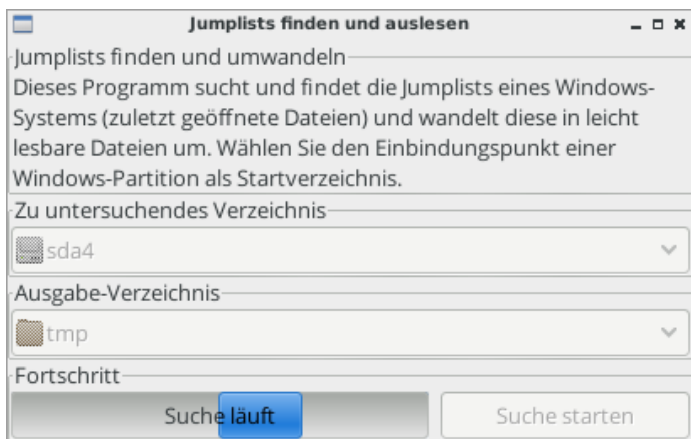 Jumplists finden und auslesen
Jumplists finden und umwandeln
Dieses Programm sucht und findet die Jumplists eines Windows-
Systems (zuletzt geöffnete Dateien) und wandelt diese in leicht
lesbare Dateien um. Wählen Sie den Einbindungspunkt einer
Windows-Partition als Startverzeichnis.
Zu untersuchendes Verzeichnis
sda4
Ausgabe-Verzeichnis
tmp
Fortschritt
Suche läuft
Suche starten